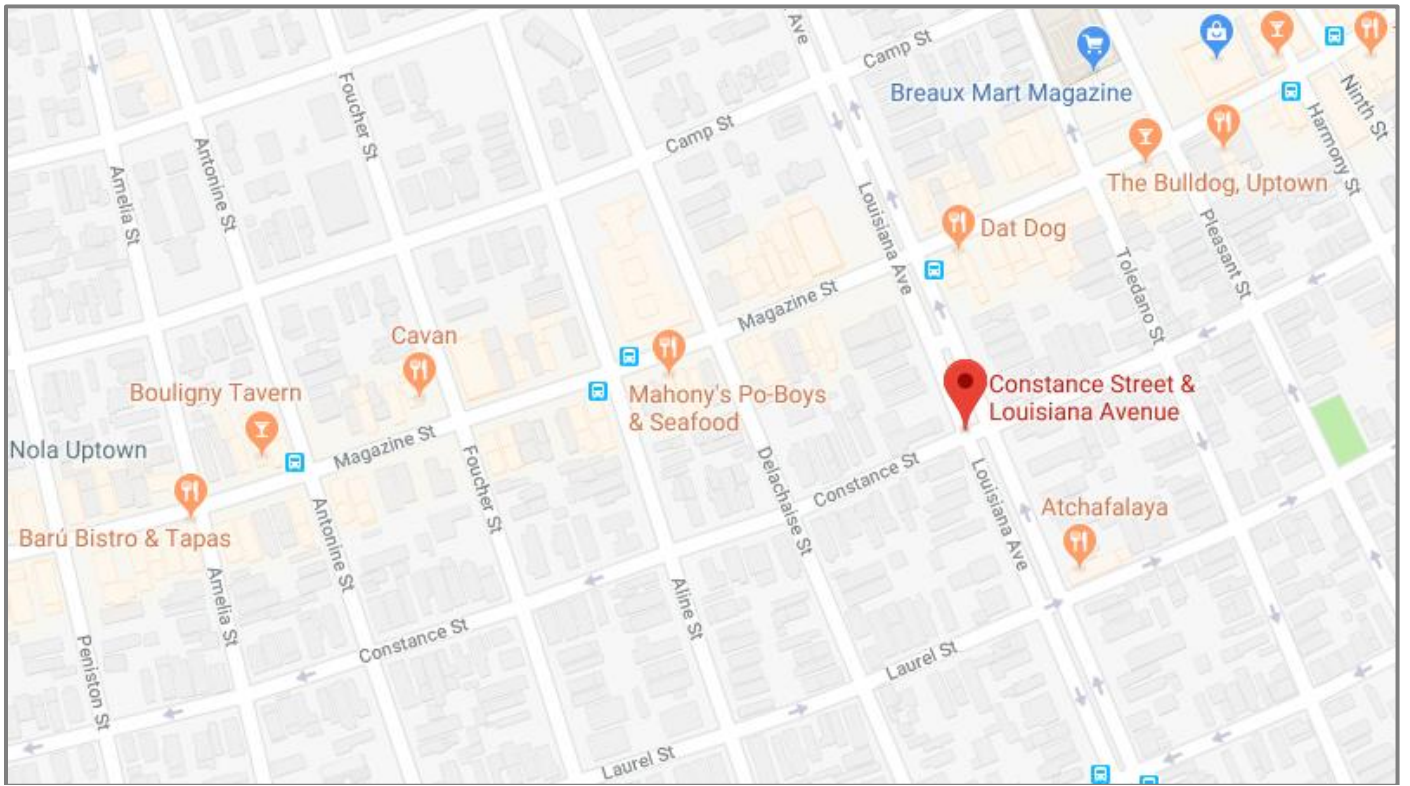 Ave
Camp St
Foucher St
Breaux Mart Magazine
Ninth St
Harmony St
Camp St
Antonine St
Amelia St
The Bulldog, Uptown
Louisiana Ave
Pleasant St
Dat Dog
Toledano St
Magazine St
Cavan
Bouligny Tavern
Mahony's Po-Boys
& Seafood
Constance Street &
Louisiana Avenue
Nola Uptown
Magazine St
Foucher St
Delachaise St
Constance St
Louisiana Ave
Antonine St
Atchafalaya
Barú Bistro & Tapas
Amelia St
Aline St
Constance St
Peniston St
Laurel St
Laurel St